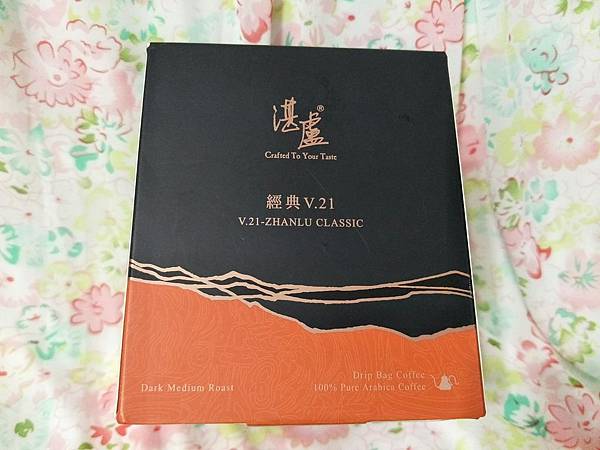 湛盧®
Crafted To Your Taste
經典 V.21
V.21-ZHANLU CLASSIC
Drip Bag Coffee
Dark Medium Roast
100% Pure Arabica Coffee